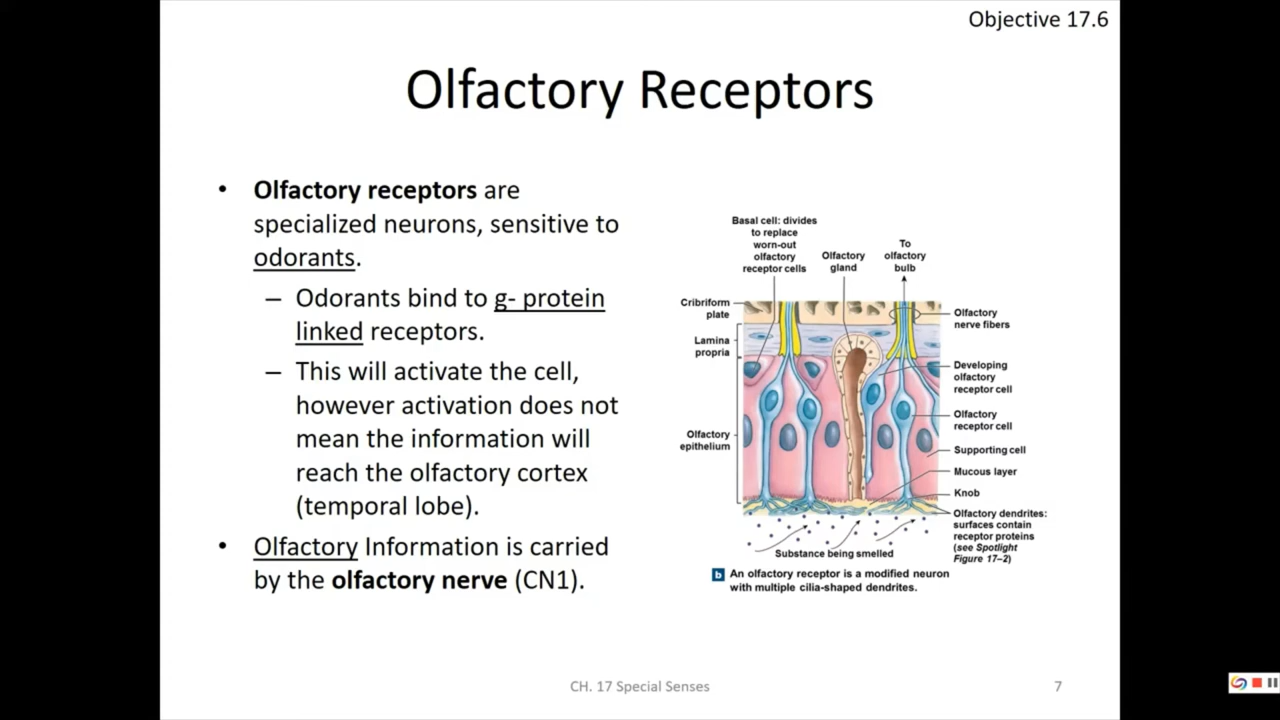 Objective 17.6
Olfactory Receptors
• Olfactory receptors are
specialized neurons, sensitive to
odorants.
– Odorants bind to g- protein
linked receptors.
– This will activate the cell,
however activation does not
mean the information will
reach the olfactory cortex
(temporal lobe).
• Olfactory Information is carried
by the olfactory nerve (CN1).
Basal cell: divides
to replace
worn-out
olfactory
receptor cells
Olfactory
gland
To
olfactory
bulb
Cribriform
plate
Lamina
propria
Olfactory
epithelium
Olfactory
nerve fibers
Developing
olfactory
receptor cell
Olfactory
receptor cell
Supporting cell
Mucous layer
Knob
Olfactory dendrites:
surfaces contain
receptor proteins
(see Spotlight
Figure 17–2)
Substance being smelled
b An olfactory receptor is a modified neuron
with multiple cilia-shaped dendrites.
CH. 17 Special Senses
7